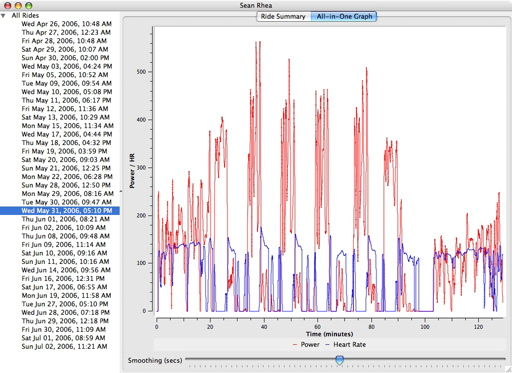 Sean Rhea
All Rides
Wed Apr 26, 2006, 10:48 AM
Thu Apr 27, 2006, 12:23 AM
Fri Apr 28, 2006, 10:48 AM
Sat Apr 29, 2006, 10:07 AM
Sun Apr 30, 2006, 02:00 PM
Wed May 03, 2006, 04:24 PM
Fri May 05, 2006, 10:52 AM
Tue May 09, 2006, 09:54 AM
Wed May 10, 2006, 05:08 PM
Thu May 11, 2006, 06:17 PM
Fri May 12, 2006, 11:36 AM
Sat May 13, 2006, 10:29 AM
Mon May 15, 2006, 11:34 AM
Wed May 17, 2006, 04:44 PM
Thu May 18, 2006, 04:32 PM
Fri May 19, 2006, 03:59 PM
Sat May 20, 2006, 09:03 AM
Sun May 21, 2006, 12:25 PM
Mon May 22, 2006, 06:28 PM
Sun May 28, 2006, 12:50 PM
Mon May 29, 2006, 08:16 AM
Tue May 30, 2006, 09:47 AM
Wed May 31, 2006, 05:10 PM
Thu Jun 01, 2006, 08:21 AM
Fri Jun 02, 2006, 10:09 AM
Thu Jun 08, 2006, 09:48 AM
Fri Jun 09, 2006, 11:14 AM
Sat Jun 10, 2006, 09:16 AM
Sun Jun 11, 2006, 10:16 AM
Wed Jun 14, 2006, 09:56 AM
Fri Jun 16, 2006, 12:31 PM
Sat Jun 17, 2006, 06:55 AM
Mon Jun 19, 2006, 11:58 AM
Tue Jun 27, 2006, 05:10 PM
Wed Jun 28, 2006, 07:18 PM
Thu Jun 29, 2006, 12:18 PM
Fri Jun 30, 2006, 11:09 AM
Sat Jul 01, 2006, 08:59 AM
Sun Jul 02, 2006, 11:21 AM
Ride Summary All-in-One Graph
Power / HR
500
400
300
200
100
0
0 20 40 60 80 100 120
Time (minutes)
Power Heart Rate
Smoothing (secs)